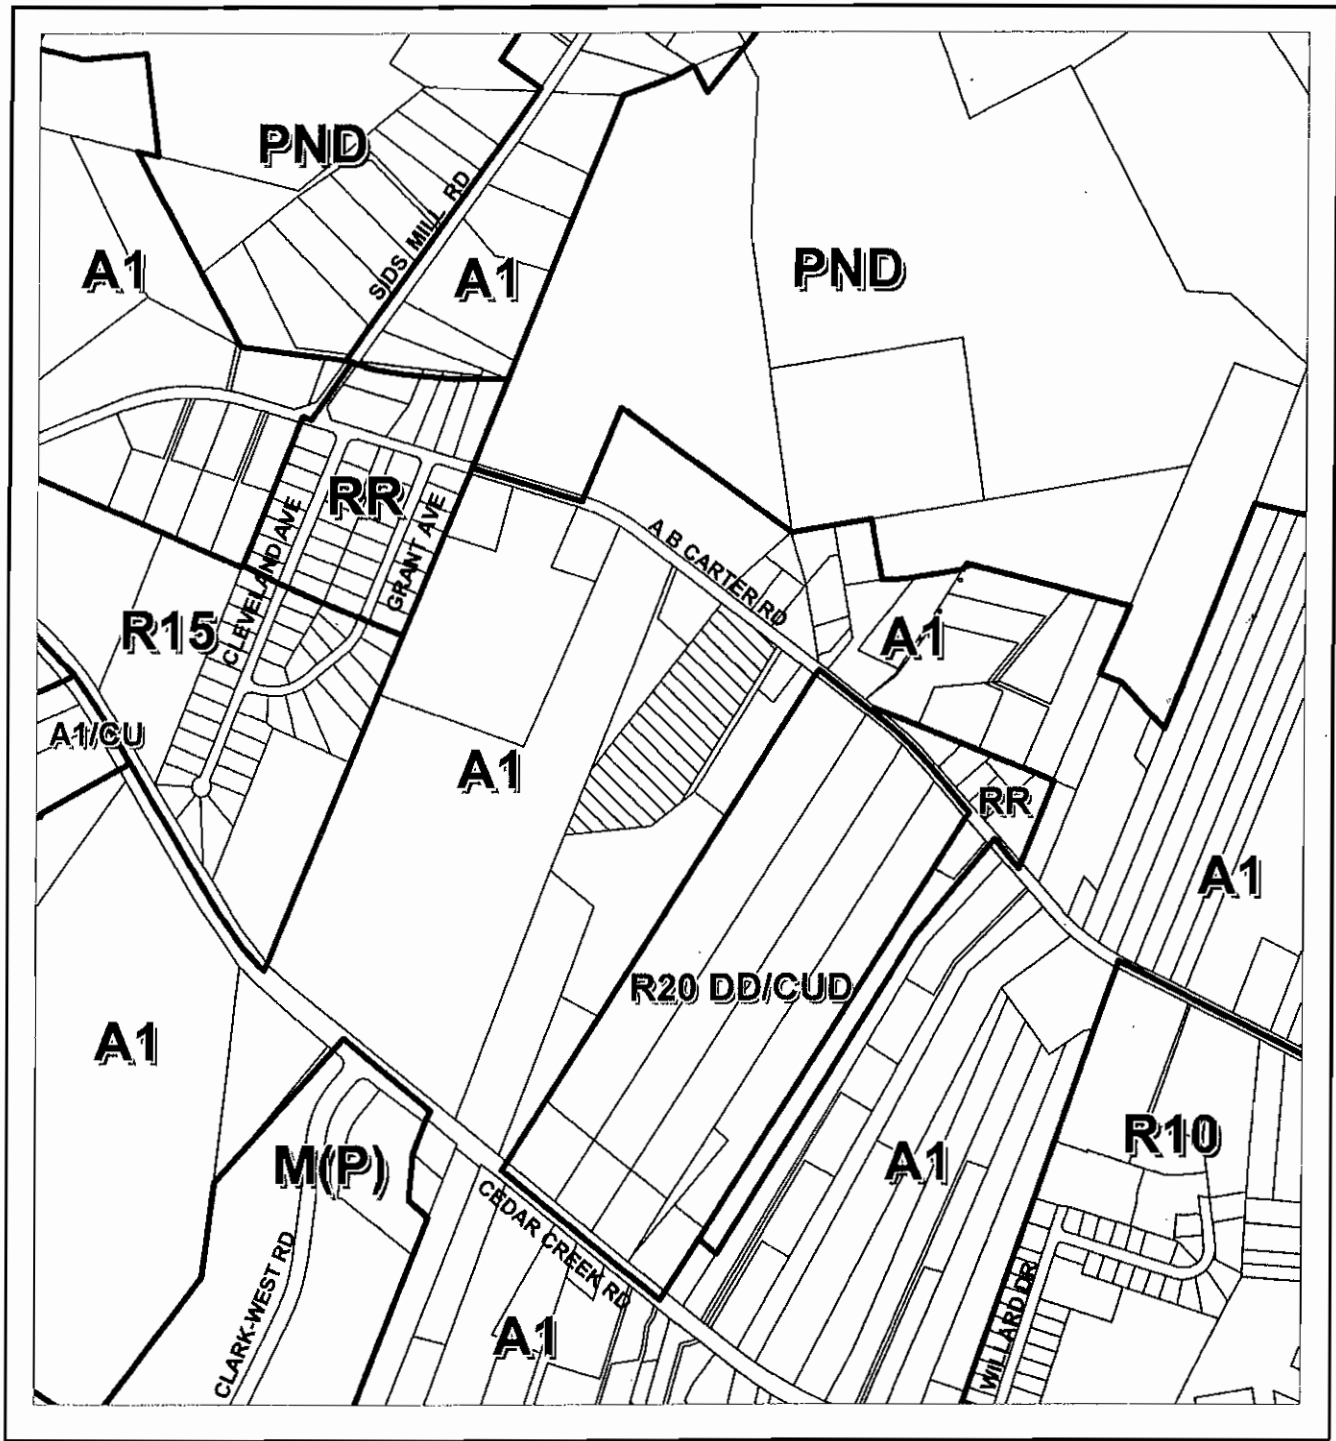 PND
SIDS MILL RD
A1
A1
PND
RR
CLEVELAND AVE
GRANT AVE
A B CARTER RD
R15
A1
A1/CU
A1
RR
A1
R20 DD/CUD
A1
M(P)
R10
A1
CEDAR CREEK RD
CLARK-WEST RD
WILLARD DR
A1